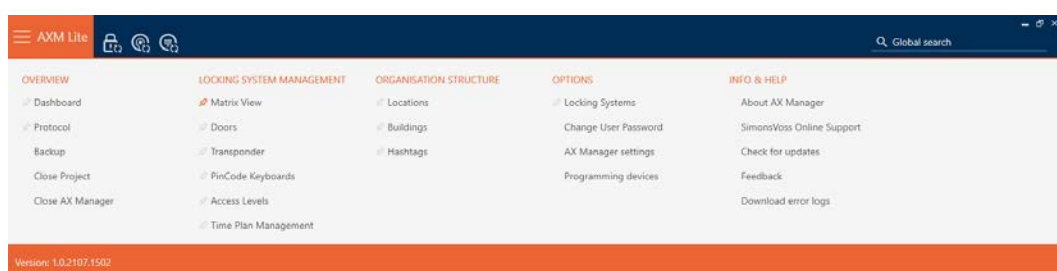 AXM Lite
Global search
OVERVIEW
Dashboard
Protocol
Backup
Close Project
Close AX Manager
LOCKING SYSTEM MANAGEMENT
Matrix View
Doors
Transponder
PinCode Keyboards
Access Levels
Time Plan Management
ORGANISATION STRUCTURE
Locations
Buildings
Hashtags
OPTIONS
Locking Systems
Change User Password
AX Manager settings
Programming devices
INFO & HELP
About AX Manager
SimonsVoss Online Support
Check for updates
Feedback
Download error logs
Version: 1.0.2107.1502